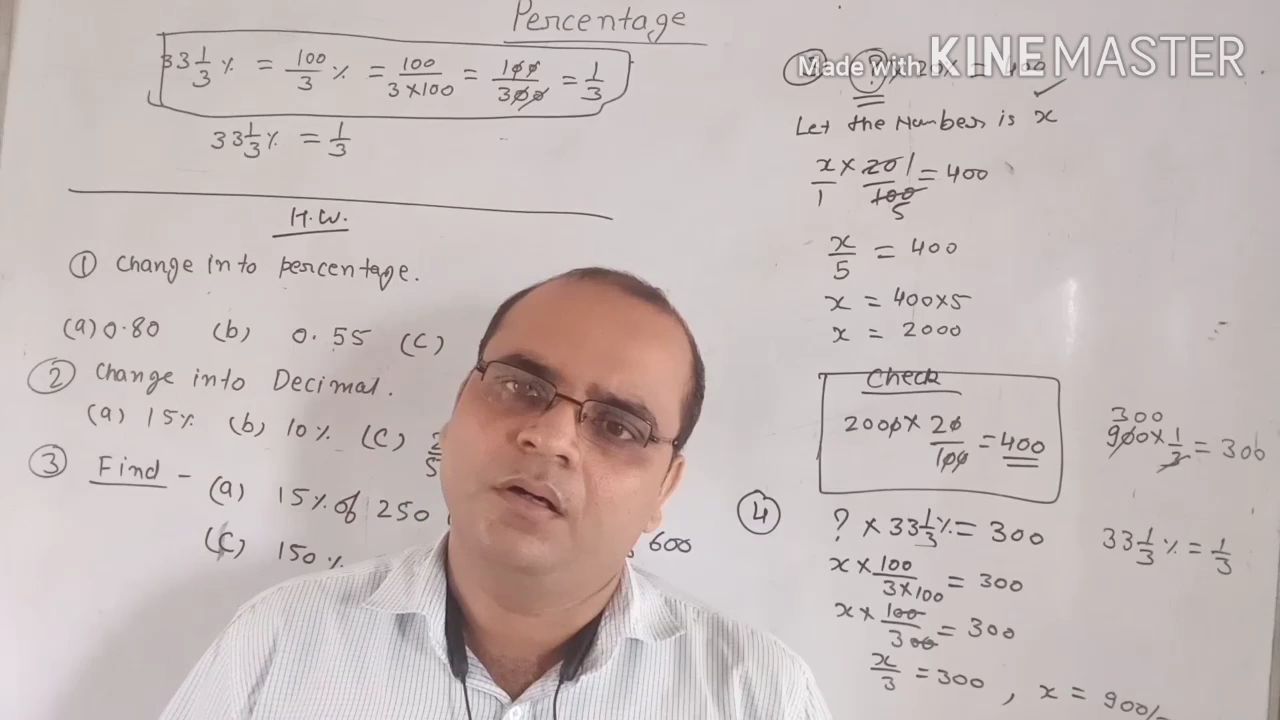 Percentage
33 1/3 % = 100/3 % = 100/3×100 = 100/300 = 1/3
33 1/3 % = 1/3
H.W.
① Change into percentage.
(a) 0.80 (b) 0.55 (c)
② Change into Decimal.
(a) 15% (b) 10% (c)
③ Find - (a) 15% of 250
600
(c) 150%
Made with KINEMASTER
? × 20% = 400
Let the Number is x
x/1 × 20/100 = 400
1
5
x/5 = 400
x = 400×5
x = 2000
Check
2000 × 20/100 = 400
300
900 × 1/3 = 300
④ ? × 33 1/3 % = 300
33 1/3 % = 1/3
x × 100/3×100 = 300
x × 100/300 = 300
x/3 = 300 , x = 900/-